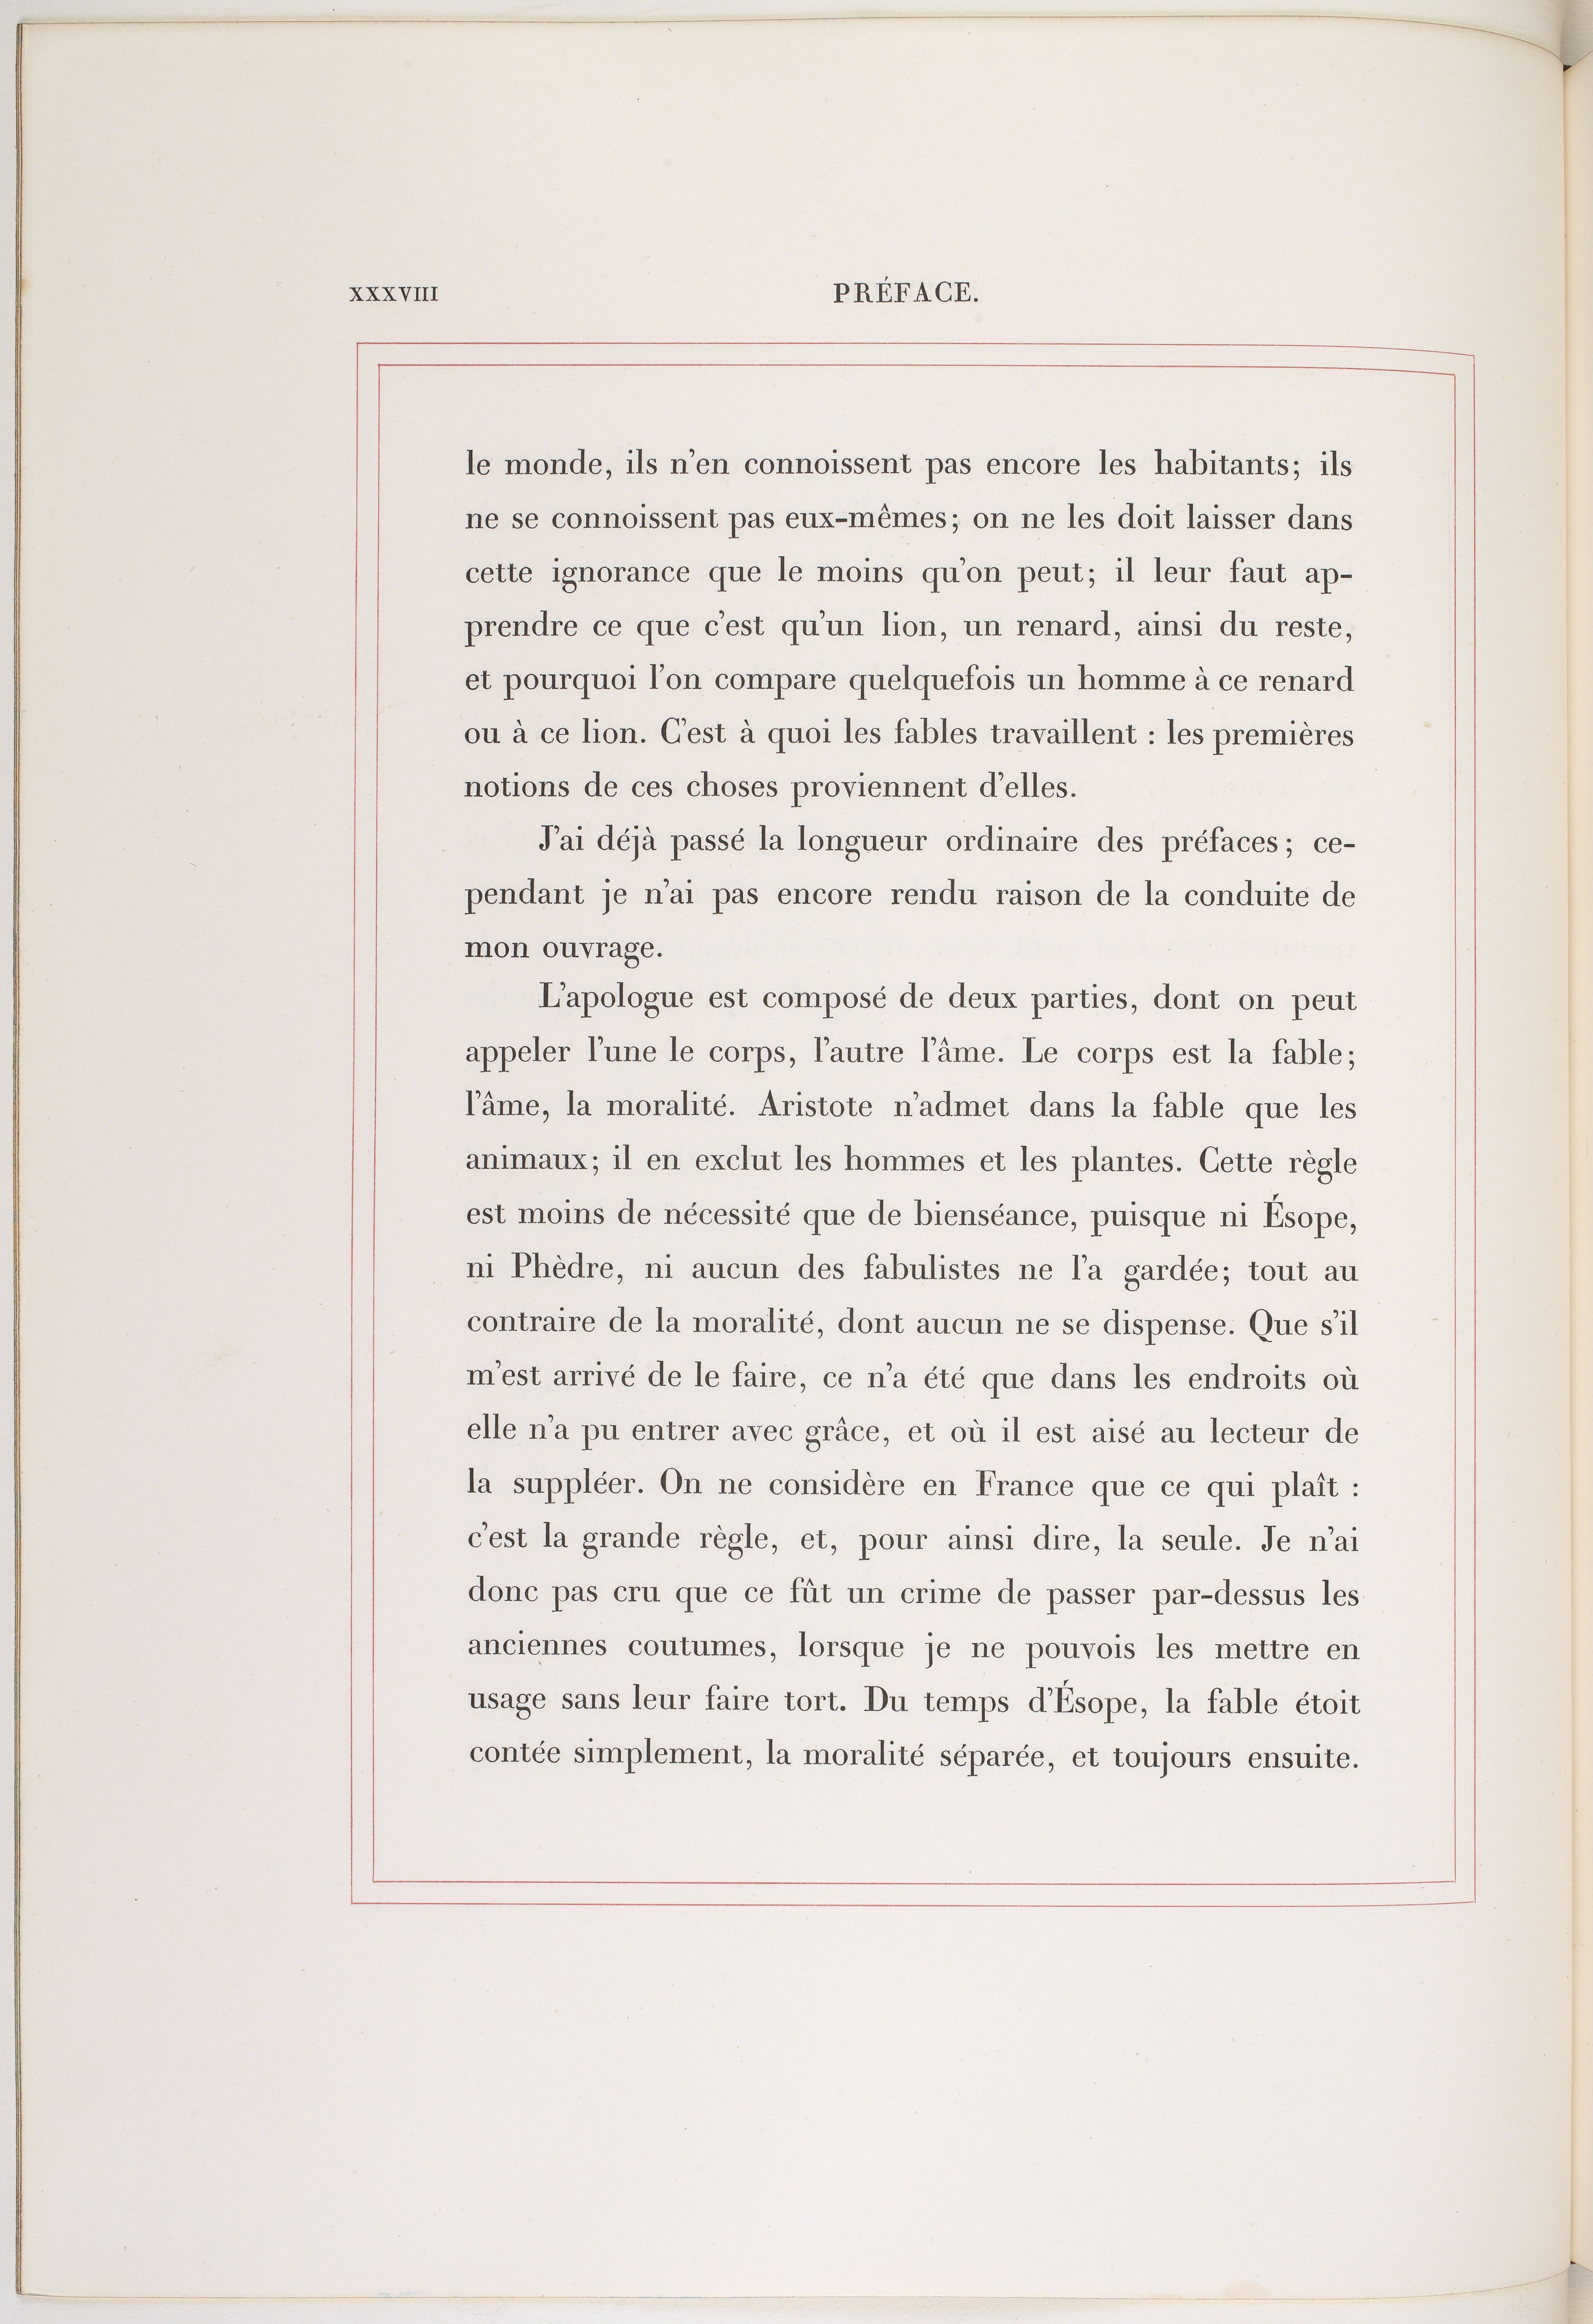 XXXVIII PRÉFACE.
le monde, ils n’en connoissent pas encore les habitants; ils
ne se connoissent pas eux-mêmes; on ne les doit laisser dans
cette ignorance que le moins qu’on peut; il leur faut ap-
prendre ce que c’est qu’un lion, un renard, ainsi du reste,
et pourquoi l’on compare quelquefois un homme à ce renard
ou à ce lion. C’est à quoi les fables travaillent : les premières
notions de ces choses proviennent d’elles.
J’ai déjà passé la longueur ordinaire des préfaces; ce-
pendant je n’ai pas encore rendu raison de la conduite de
mon ouvrage.
L’apologue est composé de deux parties, dont on peut
appeler l’une le corps, l’autre l’âme. Le corps est la fable;
l’âme, la moralité. Aristote n’admet dans la fable que les
animaux; il en exclut les hommes et les plantes. Cette règle
est moins de nécessité que de bienséance, puisque ni Ésope,
ni Phèdre, ni aucun des fabulistes ne l’a gardée; tout au
contraire de la moralité, dont aucun ne se dispense. Que s’il
m’est arrivé de le faire, ce n’a été que dans les endroits où
elle n’a pu entrer avec grâce, et où il est aisé au lecteur de
la suppléer. On ne considère en France que ce qui plaît :
c’est la grande règle, et, pour ainsi dire, la seule. Je n’ai
donc pas cru que ce fût un crime de passer par-dessus les
anciennes coutumes, lorsque je ne pouvois les mettre en
usage sans leur faire tort. Du temps d’Ésope, la fable étoit
contée simplement, la moralité séparée, et toujours ensuite.